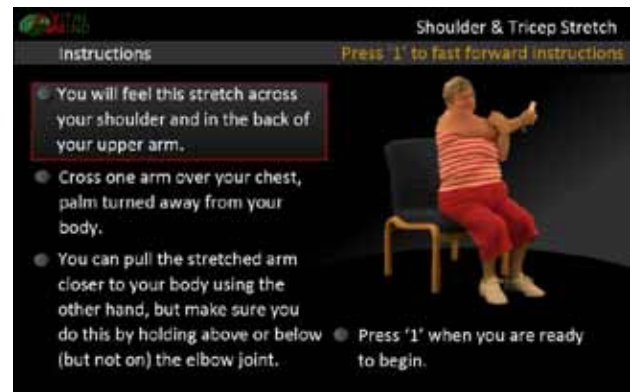 VITAL
MIND
Shoulder & Tricep Stretch
Instructions
Press '1' to fast forward instructions
You will feel this stretch across
your shoulder and in the back of
your upper arm.
Cross one arm over your chest,
palm turned away from your
body.
You can pull the stretched arm
closer to your body using the
other hand, but make sure you
do this by holding above or below
(but not on) the elbow joint.
Press '1' when you are ready
to begin.